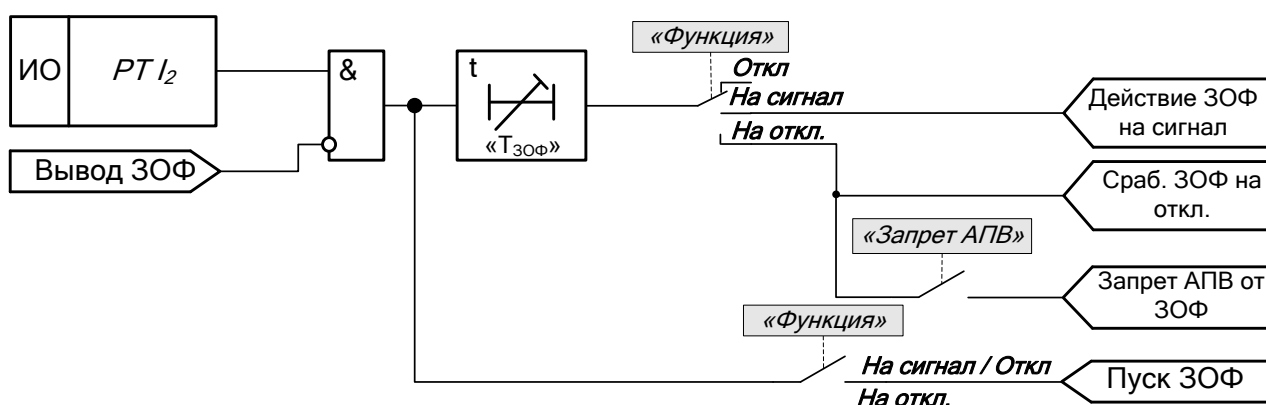 «Функция»
ИО
РТ I₂
&
t
Откл
На сигнал
На откл.
«Т_ЗОФ»
Действие ЗОФ
на сигнал
Вывод ЗОФ
Сраб. ЗОФ на
откл.
«Запрет АПВ»
Запрет АПВ от
ЗОФ
«Функция»
На сигнал / Откл
На откл.
Пуск ЗОФ